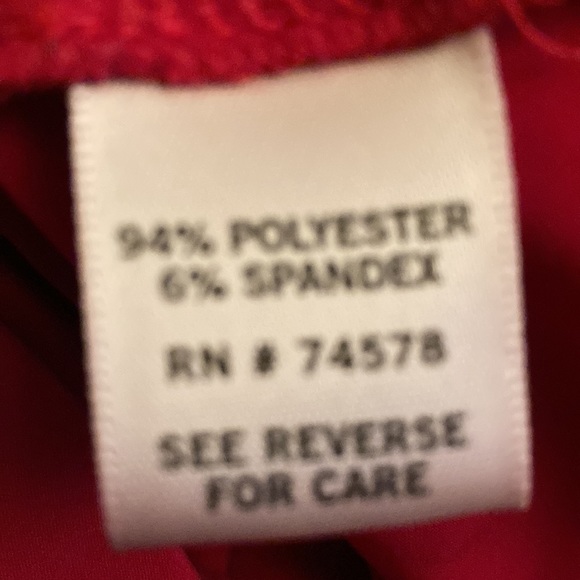 94% POLYESTER
6% SPANDEX
RN # 74578
SEE REVERSE
FOR CARE